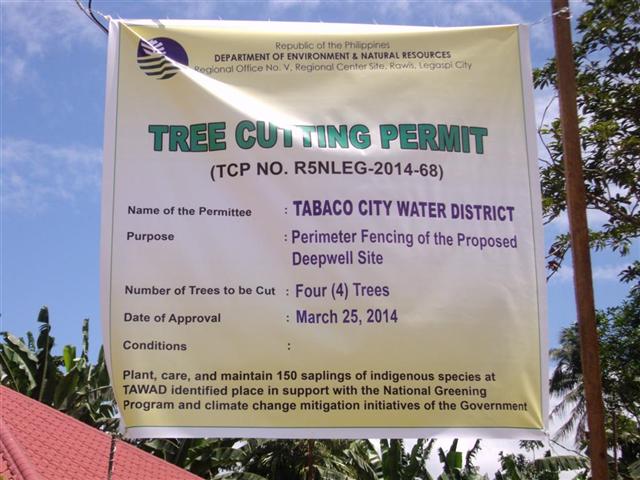 Republic of the Philippines
DEPARTMENT OF ENVIRONMENT & NATURAL RESOURCES
Regional Office No. V, Regional Center Site, Rawis, Legaspi City
TREE CUTTING PERMIT
(TCP NO. R5NLEG-2014-68)
Name of the Permittee : TABACO CITY WATER DISTRICT
Purpose : Perimeter Fencing of the Proposed
Deepwell Site
Number of Trees to be Cut : Four (4) Trees
Date of Approval : March 25, 2014
Conditions :
Plant, care, and maintain 150 saplings of indigenous species at
TAWAD identified place in support with the National Greening
Program and climate change mitigation initiatives of the Government